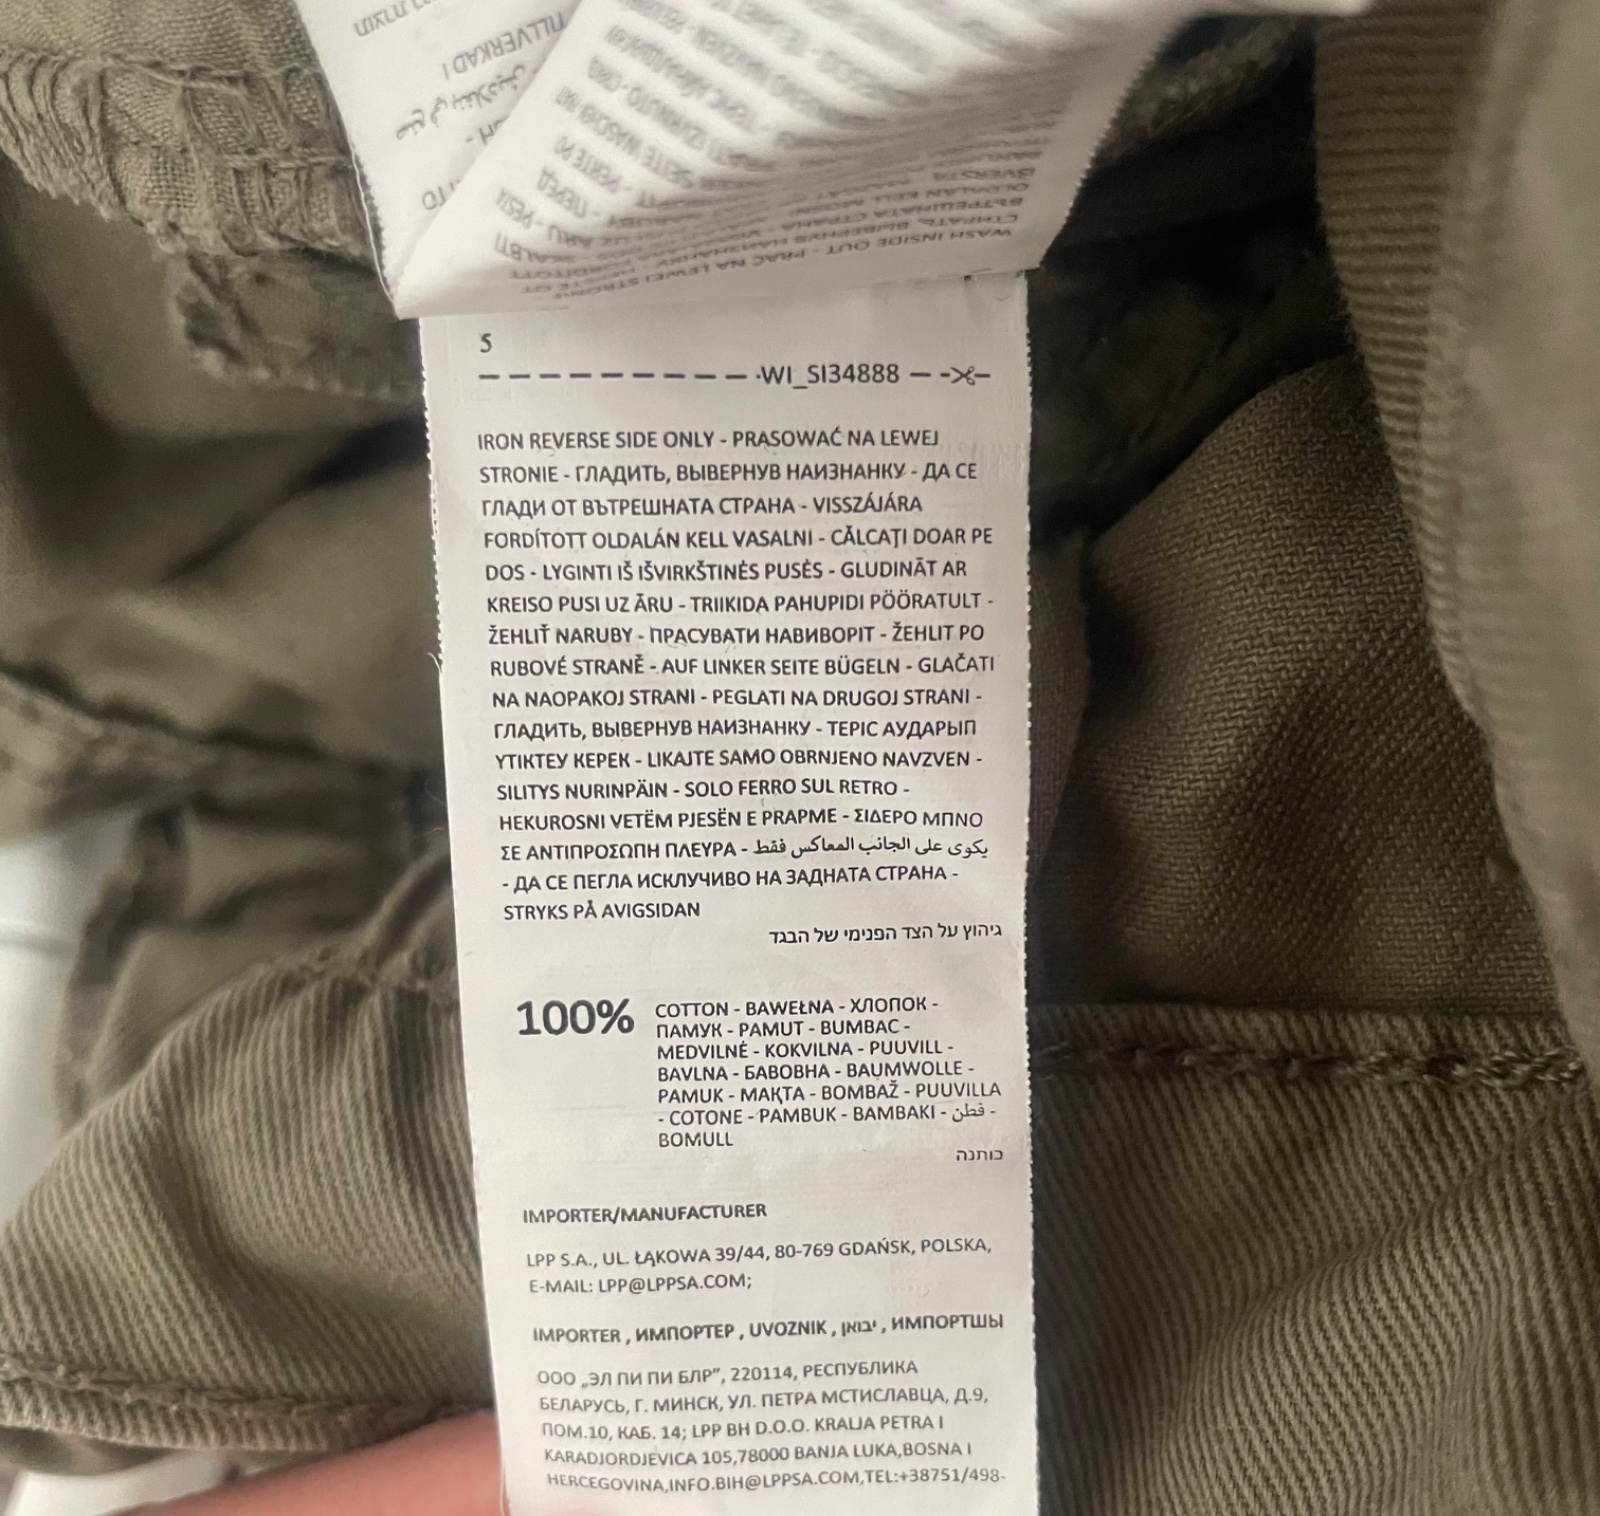 TILLVERKAD I
WASH INSIDE OUT - PRAĆ NA LEWEJ STRONIE
5
- - - - - - - - - -WI_SI34888 - -✂-
IRON REVERSE SIDE ONLY - PRASOWAĆ NA LEWEJ
STRONIE - ГЛАДИТЬ, ВЫВЕРНУВ НАИЗНАНКУ - ДА СЕ
ГЛАДИ ОТ ВЪТРЕШНАТА СТРАНА - VISSZÁJÁRA
FORDÍTOTT OLDALÁN KELL VASALNI - CĂLCAȚI DOAR PE
DOS - LYGINTI IŠ IŠVIRKŠTINĖS PUSĖS - GLUDINĀT AR
KREISO PUSI UZ ĀRU - TRIIKIDA PAHUPIDI PÖÖRATULT -
ŽEHLIŤ NARUBY - ПРАСУВАТИ НАВИВОРІТ - ŽEHLIT PO
RUBOVÉ STRANĚ - AUF LINKER SEITE BÜGELN - GLAČATI
NA NAOPAKOJ STRANI - PEGLATI NA DRUGOJ STRANI -
ГЛАДИТЬ, ВЫВЕРНУВ НАИЗНАНКУ - ТЕРІС АУДАРЫП
ҮТІКТЕУ КЕРЕК - LIKAJTE SAMO OBRNJENO NAVZVEN -
SILITYS NURINPÄIN - SOLO FERRO SUL RETRO -
HEKUROSNI VETËM PJESËN E PRAPME - ΣΙΔΕΡΟ ΜΠΝΟ
ΣΕ ΑΝΤΙΠΡΟΣΩΠΗ ΠΛΕΥΡΑ - يكوى على الجانب المعاكس فقط
- ДА СЕ ПЕГЛА ИСКЛУЧИВО НА ЗАДНАТА СТРАНА -
STRYKS PÅ AVIGSIDAN
גיהוץ על הצד הפנימי של הבגד
100% COTTON - BAWEŁNA - ХЛОПОК -
ПАМУК - PAMUT - BUMBAC -
MEDVILNĖ - KOKVILNA - PUUVILL -
BAVLNA - БАВОВНА - BAUMWOLLE -
PAMUK - МАҚТА - BOMBAŽ - PUUVILLA
- COTONE - PAMBUK - BAMBAKI - قطن -
BOMULL
כותנה
IMPORTER/MANUFACTURER
LPP S.A., UL. ŁĄKOWA 39/44, 80-769 GDAŃSK, POLSKA,
E-MAIL: LPP@LPPSA.COM;
IMPORTER , ИМПОРТЕР , UVOZNIK , יבואן , ИМПОРТШЫ
ООО „ЭЛ ПИ ПИ БЛР”, 220114, РЕСПУБЛИКА
БЕЛАРУСЬ, Г. МИНСК, УЛ. ПЕТРА МСТИСЛАВЦА, Д.9,
ПОМ.10, КАБ. 14; LPP BH D.O.O. KRALJA PETRA I
KARADJORDJEVICA 105,78000 BANJA LUKA,BOSNA I
HERCEGOVINA,INFO.BIH@LPPSA.COM,TEL:+38751/498-